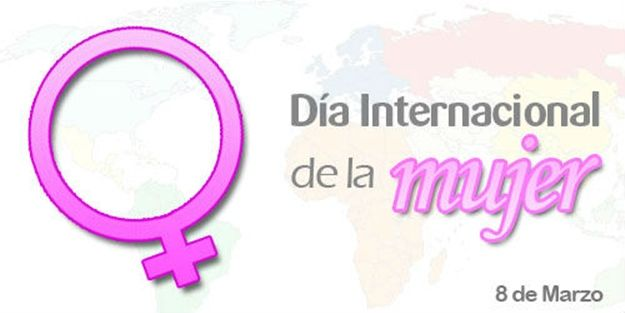 Día Internacional
de la mujer
8 de Marzo